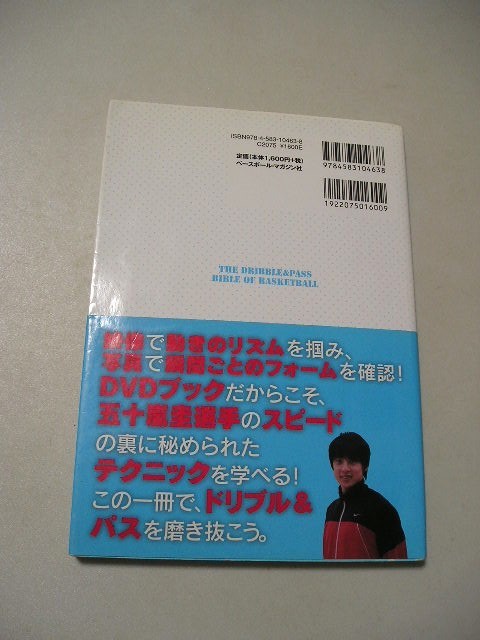 ISBN978-4-583-10463-8
C2075 ¥1600E
定価(本体1,600円+税)
ベースボール・マガジン社
9784583104638
1922075016009
THE DRIBBLE&PASS
BIBLE OF BASKETBALL
映像で動きのリズムを掴み、
写真で瞬間ごとのフォームを確認!
DVDブックだからこそ、
五十嵐圭選手のスピード
の裏に秘められた
テクニックを学べる!
この一冊で、ドリブル&
パスを磨き抜こう。